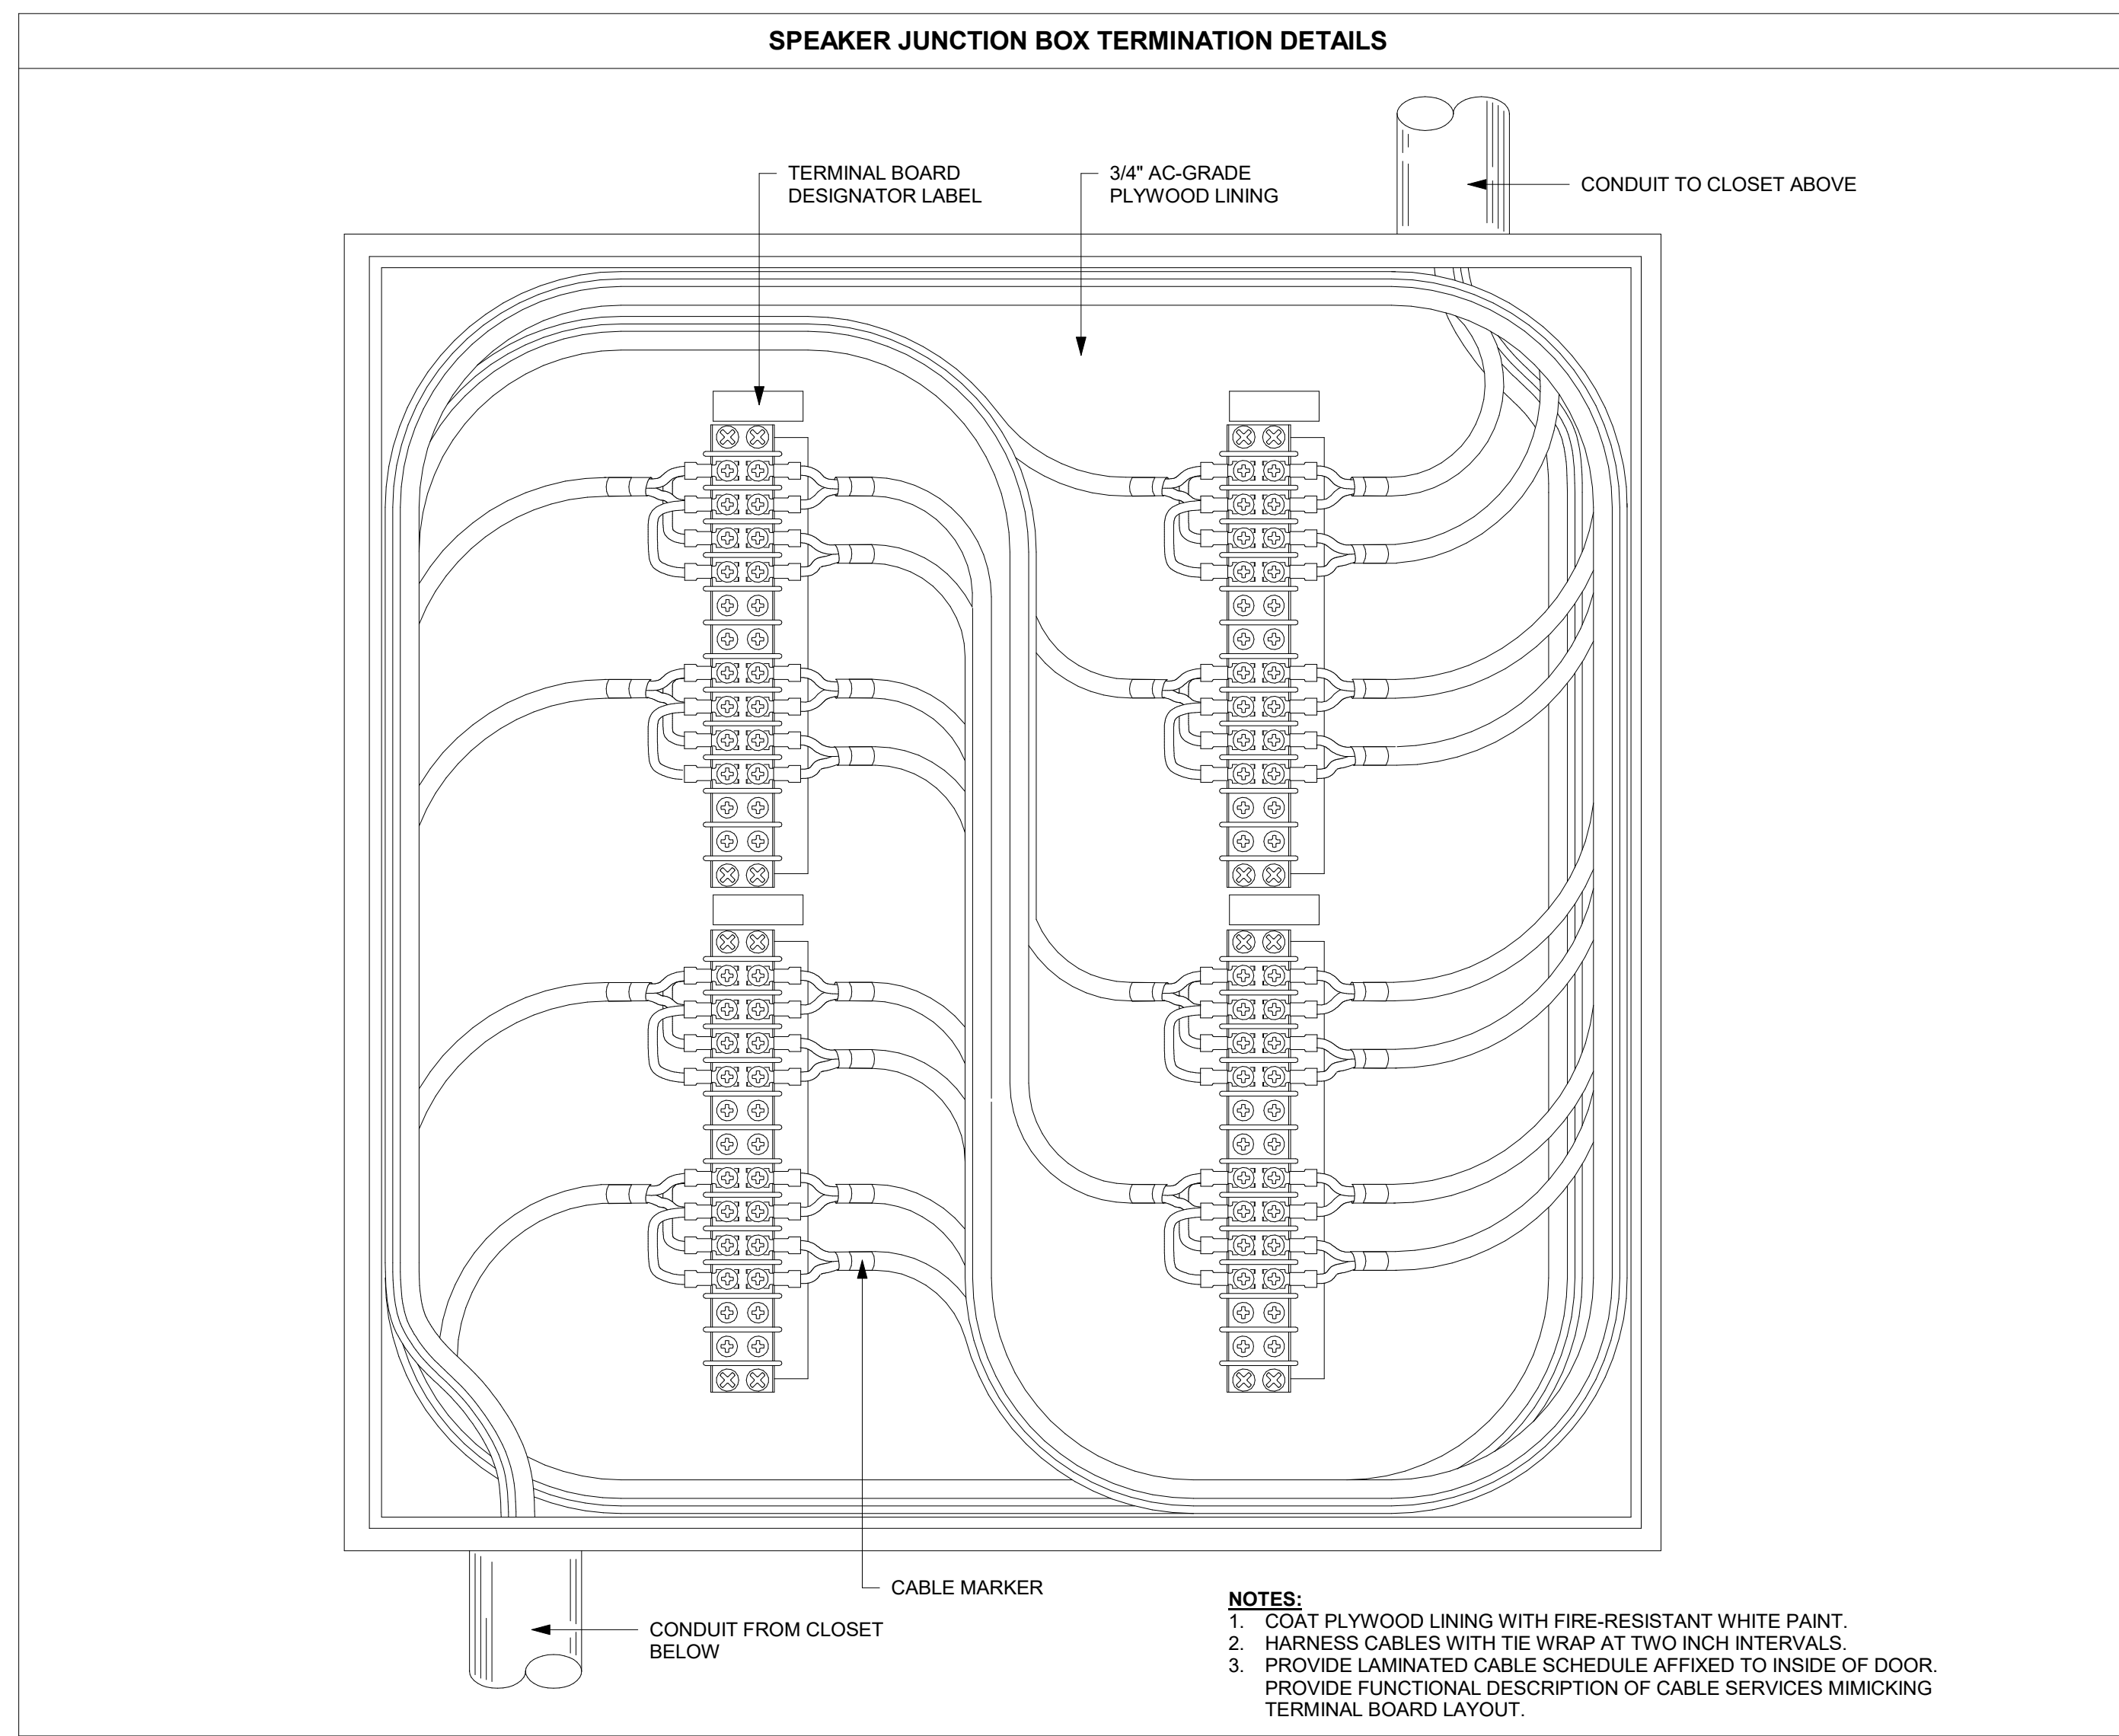 SPEAKER JUNCTION BOX TERMINATION DETAILS
TERMINAL BOARD
DESIGNATOR LABEL
3/4" AC-GRADE
PLYWOOD LINING
CONDUIT TO CLOSET ABOVE
CABLE MARKER
CONDUIT FROM CLOSET
BELOW
NOTES:
1. COAT PLYWOOD LINING WITH FIRE-RESISTANT WHITE PAINT.
2. HARNESS CABLES WITH TIE WRAP AT TWO INCH INTERVALS.
3. PROVIDE LAMINATED CABLE SCHEDULE AFFIXED TO INSIDE OF DOOR.
PROVIDE FUNCTIONAL DESCRIPTION OF CABLE SERVICES MIMICKING
TERMINAL BOARD LAYOUT.